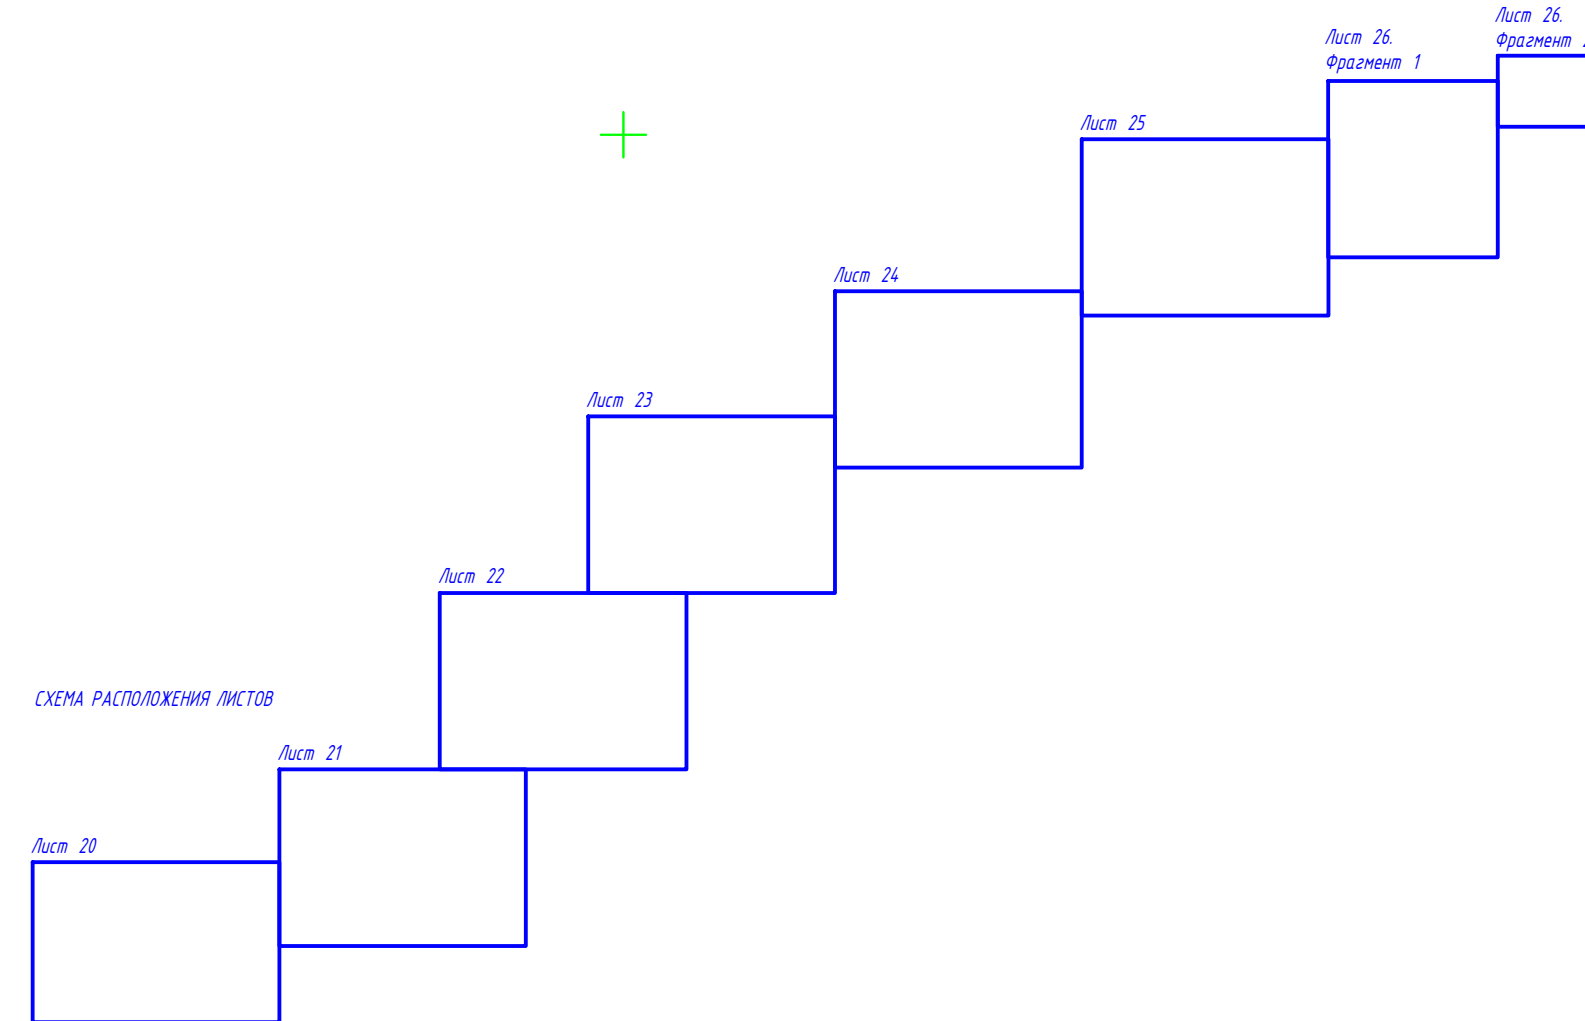 Лист 26.
Фрагмент
Лист 26.
Фрагмент 1
Лист 25
Лист 24
Лист 23
Лист 22
СХЕМА РАСПОЛОЖЕНИЯ ЛИСТОВ
Лист 21
Лист 20